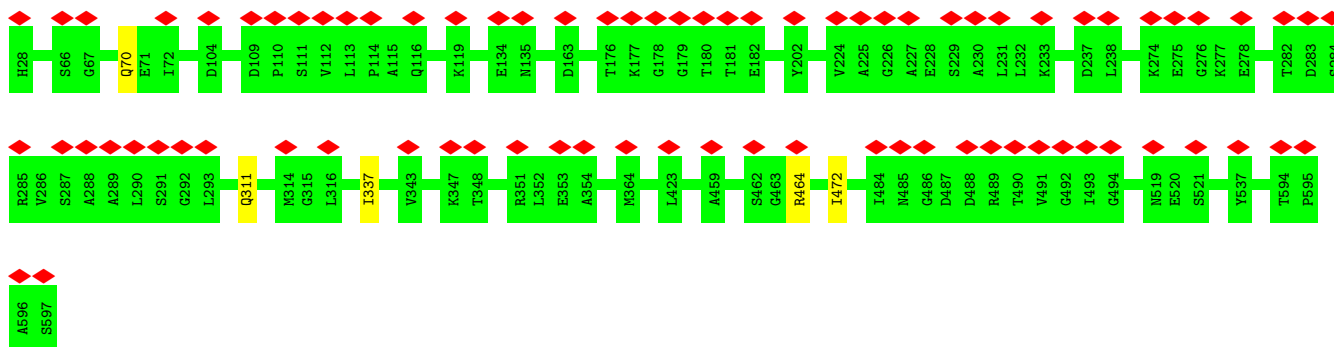 H28 S66 G67 Q70 E71 I72 D104 D109 P110 S111 V112 L113 P114 A115 Q116 K119 E134 N135 D163 T176 K177 G178 G179 T180 T181 E182 Y202 V224 A225 G226 A227 E228 S229 A230 L231 L232 K233 D237 L238 K274 E275 G276 K277 E278 T282 D283 S284
R285 V286 S287 A288 A289 L290 S291 G292 L293 Q311 M314 G315 L316 I337 V343 K347 T348 R351 L352 E353 A354 M364 L423 A459 S462 G463 R464 I472 I484 N485 G486 D487 D488 R489 T490 V491 G492 I493 G494 N519 E520 S521 Y537 T594 P595
A596 S597